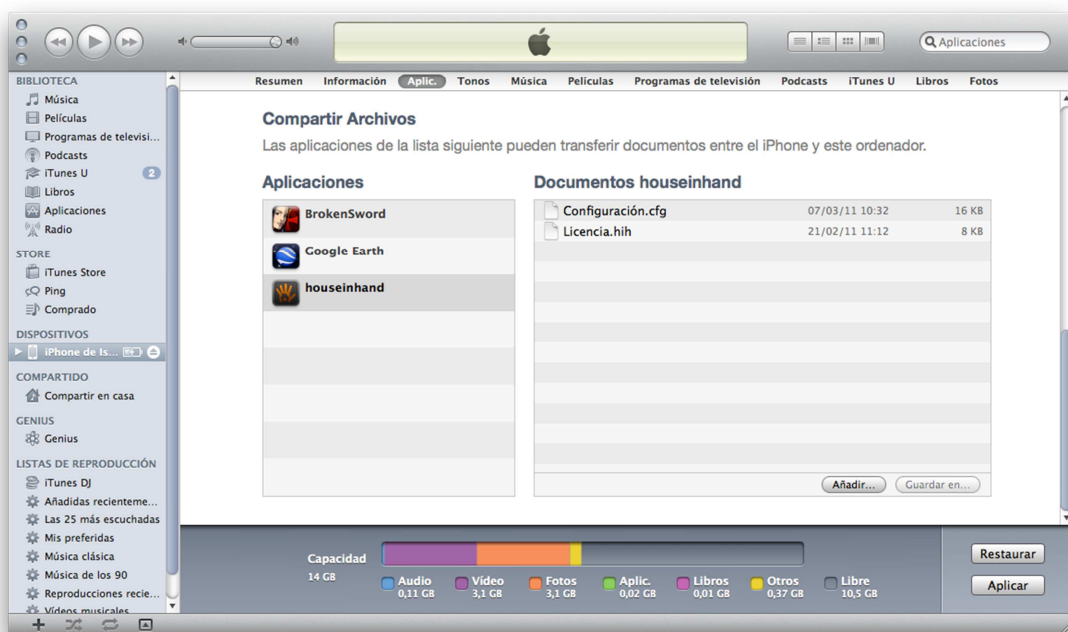 Aplicaciones
BIBLIOTECA
Música
Películas
Programas de televisi...
Podcasts
iTunes U
2
Libros
Aplicaciones
Radio
STORE
iTunes Store
Ping
Comprado
DISPOSITIVOS
iPhone de Is...
COMPARTIDO
Compartir en casa
GENIUS
Genius
LISTAS DE REPRODUCCIÓN
iTunes DJ
Añadidas recienteme...
Las 25 más escuchadas
Mis preferidas
Música clásica
Música de los 90
Reproducciones recie...
Vídeos musicales
Resumen Información Aplic. Tonos Música Películas Programas de televisión Podcasts iTunes U Libros Fotos
Compartir Archivos
Las aplicaciones de la lista siguiente pueden transferir documentos entre el iPhone y este ordenador.
Aplicaciones
BrokenSword
Google Earth
houseinhand
Documentos houseinhand
Configuración.cfg 07/03/11 10:32 16 KB
Licencia.hih 21/02/11 11:12 8 KB
Añadir... Guardar en...
Capacidad
14 GB
Audio
0,11 GB
Vídeo
3,1 GB
Fotos
3,1 GB
Aplic.
0,02 GB
Libros
0,01 GB
Otros
0,37 GB
Libre
10,5 GB
Restaurar
Aplicar